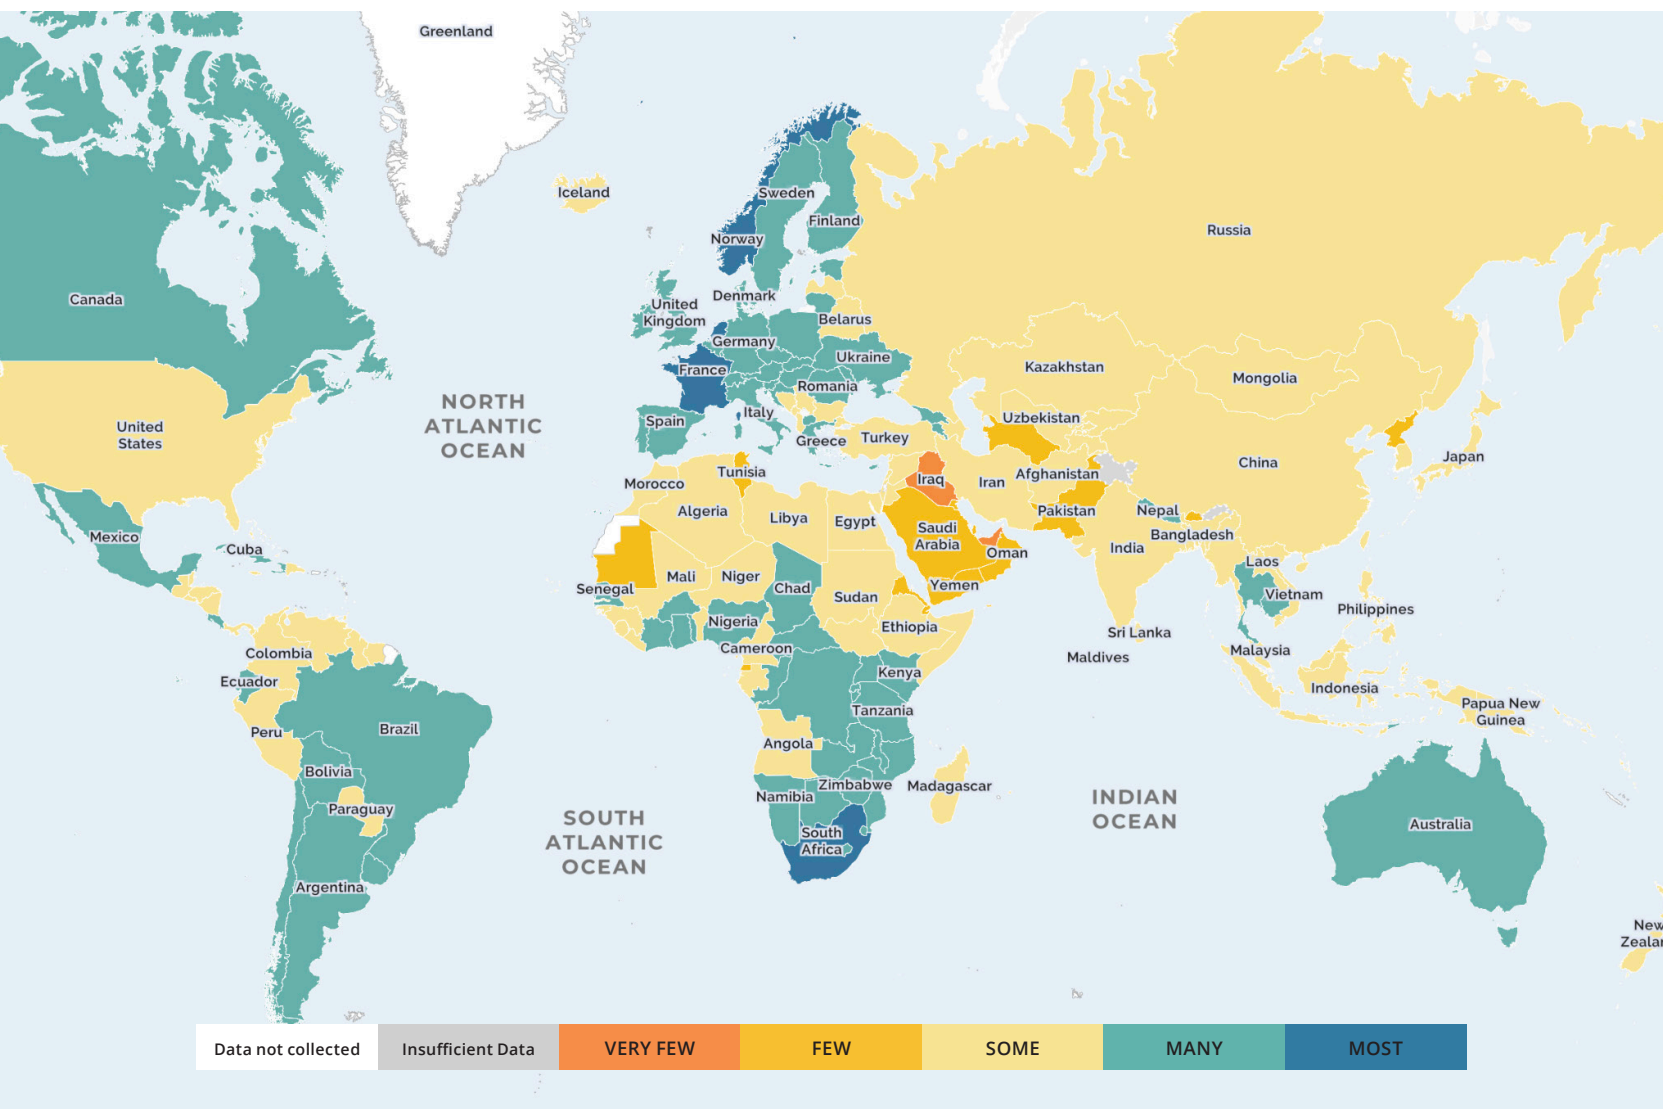 Greenland
Iceland
Sweden
Finland
Norway
Russia
Canada
Denmark
United
Kingdom
Belarus
Germany
Ukraine
France
Kazakhstan
Mongolia
Romania
NORTH
ATLANTIC
OCEAN
Italy
Spain
Greece
Turkey
Uzbekistan
United
States
Japan
China
Tunisia
Morocco
Iraq
Iran
Afghanistan
Algeria
Libya
Egypt
Saudi
Arabia
Pakistan
Nepal
Bangladesh
India
Mexico
Cuba
Oman
Laos
Senegal
Mali
Niger
Chad
Sudan
Yemen
Vietnam
Philippines
Nigeria
Ethiopia
Sri Lanka
Cameroon
Colombia
Maldives
Malaysia
Ecuador
Kenya
Indonesia
Tanzania
Papua New
Guinea
Peru
Brazil
Angola
Bolivia
Zimbabwe
Madagascar
Namibia
Paraguay
INDIAN
OCEAN
SOUTH
ATLANTIC
OCEAN
South
Africa
Australia
Argentina
New
Zealar
Data not collected
Insufficient Data
VERY FEW
FEW
SOME
MANY
MOST